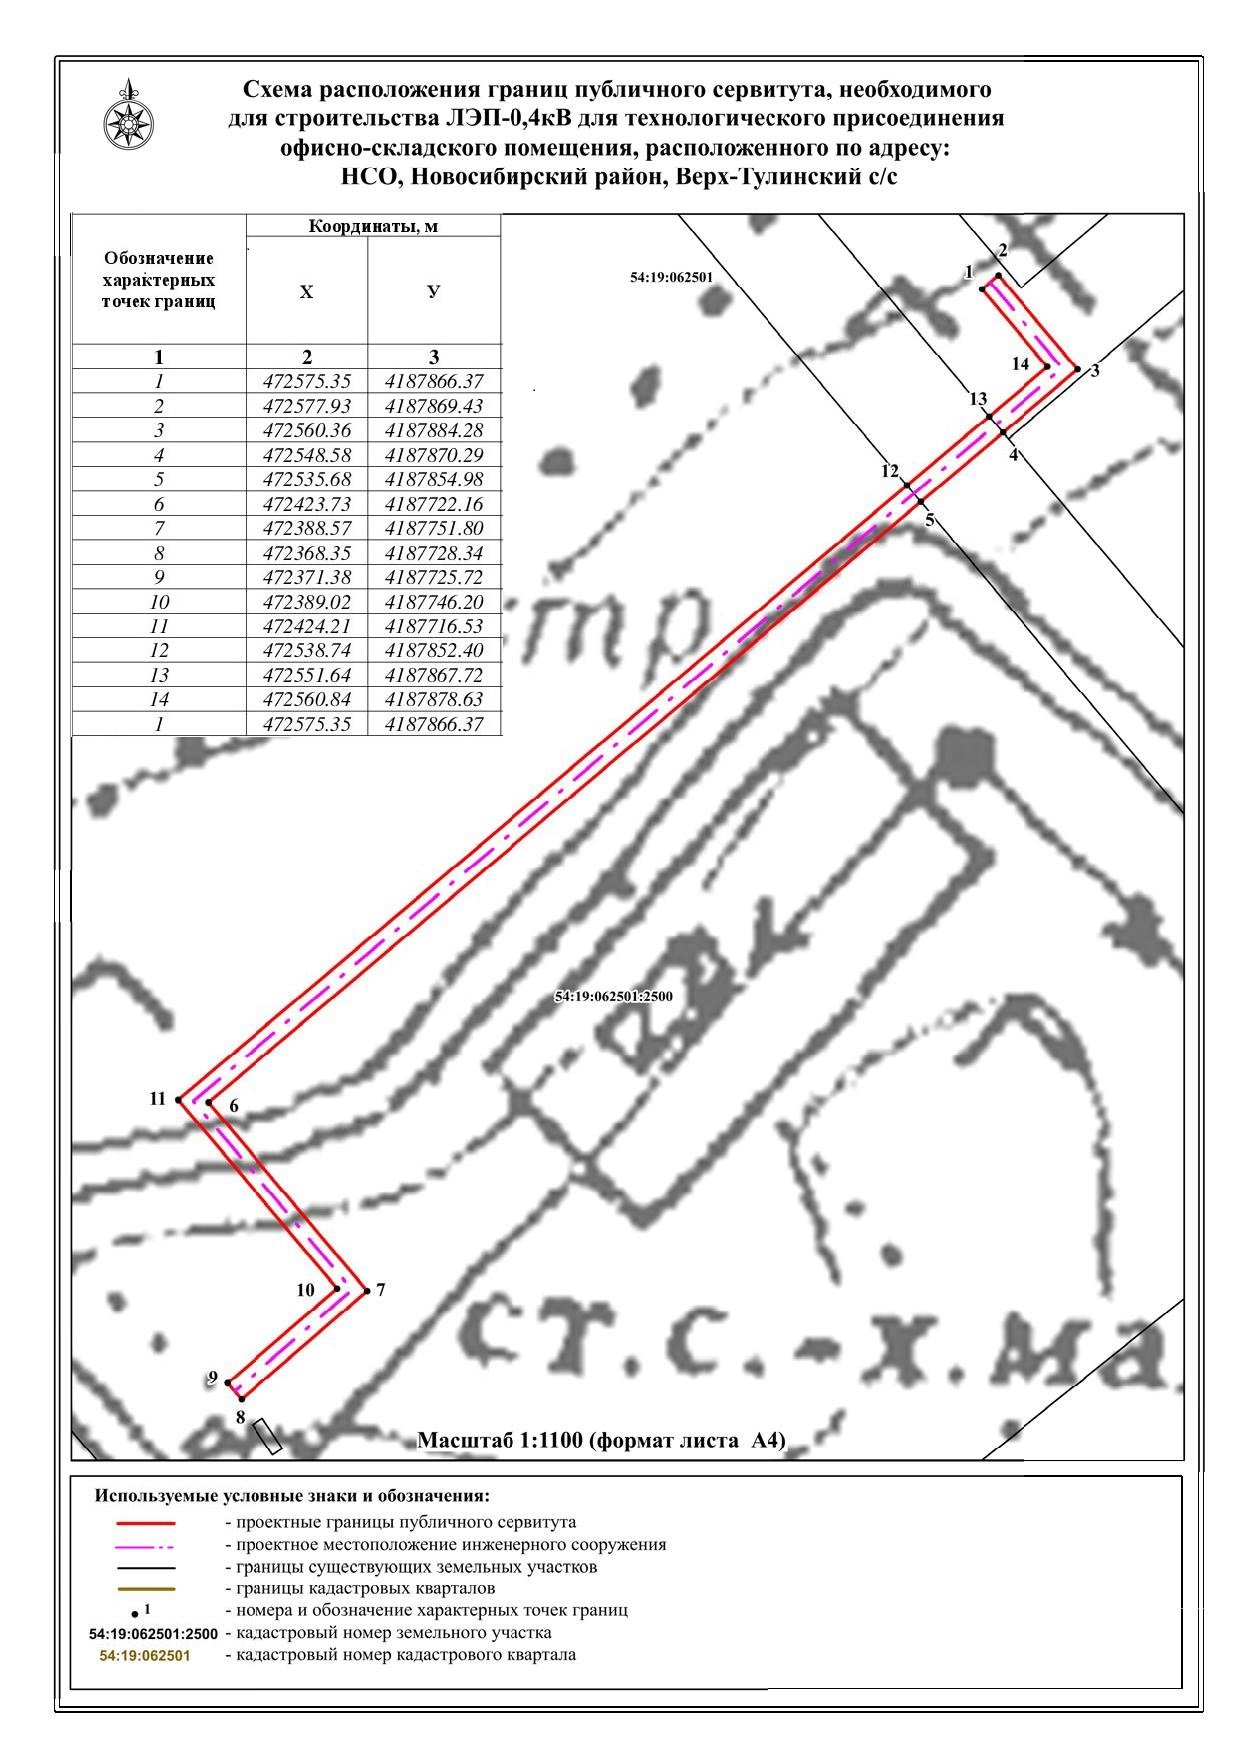 Схема расположения границ публичного сервитута, необходимого
для строительства ЛЭП-0,4кВ для технологического присоединения
офисно-складского помещения, расположенного по адресу:
НСО, Новосибирский район, Верх-Тулинский с/с
Обозначение
характерных
точек границ
Координаты, м
Х У
1 2 3
1 472575.35 4187866.37
2 472577.93 4187869.43
3 472560.36 4187884.28
4 472548.58 4187870.29
5 472535.68 4187854.98
6 472423.73 4187722.16
7 472388.57 4187751.80
8 472368.35 4187728.34
9 472371.38 4187725.72
10 472389.02 4187746.20
11 472424.21 4187716.53
12 472538.74 4187852.40
13 472551.64 4187867.72
14 472560.84 4187878.63
1 472575.35 4187866.37
2
1
54:19:062501
14
3
13
4
12
5
тр
54:19:062501:2500
11
6
10
7
ст.с.-х.ма
9
8
Масштаб 1:1100 (формат листа А4)
Используемые условные знаки и обозначения:
- проектные границы публичного сервитута
- проектное местоположение инженерного сооружения
- границы существующих земельных участков
- границы кадастровых кварталов
1 - номера и обозначение характерных точек границ
54:19:062501:2500 - кадастровый номер земельного участка
54:19:062501 - кадастровый номер кадастрового квартала